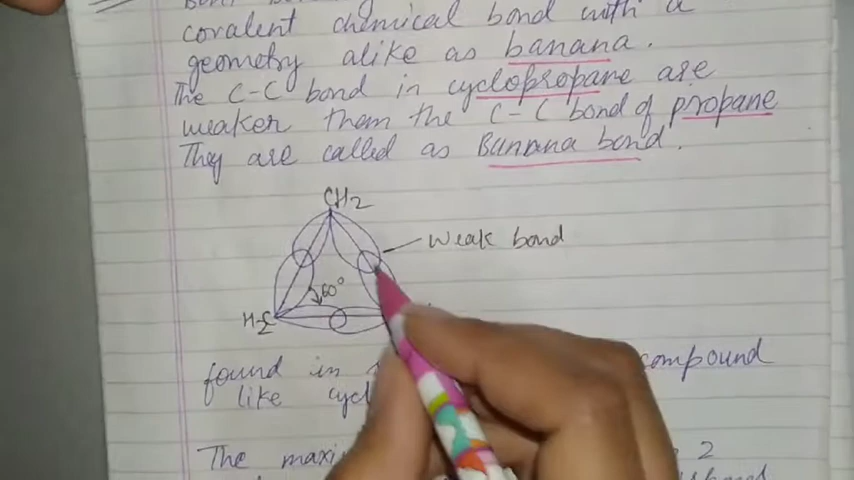 covalent chemical bond with a
geometry alike as banana.
The C-C bond in cyclopropane are
weaker than the C-C bond of propane
They are called as Banana bond.
CH2
Weak bond
60°
H2C
found in compound
like
The 2